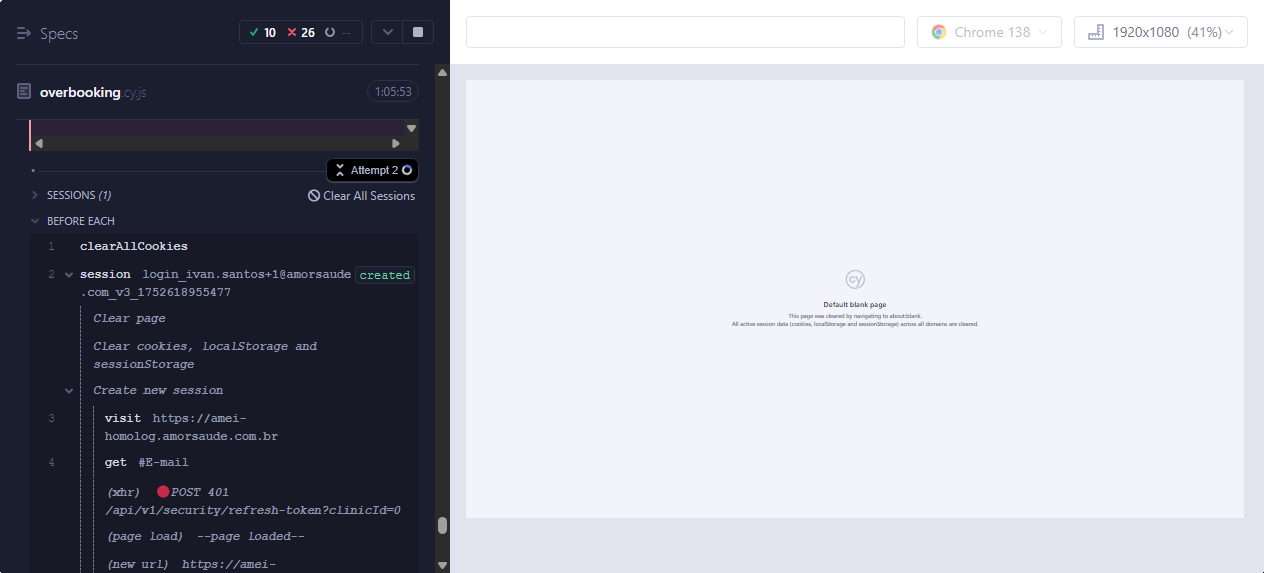 Specs
10 26 --
Chrome 138
1920x1080 (41%)
overbooking.cy.js
1:05:53
Attempt 2
SESSIONS (1)
Clear All Sessions
BEFORE EACH
1 clearAllCookies
2 session login_ivan.santos+1@amorsaude created
.com_v3_1752618955477
Clear page
Clear cookies, localStorage and
sessionStorage
Create new session
3 visit https://amei-
homolog.amorsaude.com.br
4 get #E-mail
(xhr) POST 401
/api/v1/security/refresh-token?clinicId=0
(page load) --page loaded--
(new url) https://amei-
cy
Default blank page
This page was cleared by navigating to about:blank.
All active session data (cookies, localStorage and sessionStorage) across all domains are cleared.